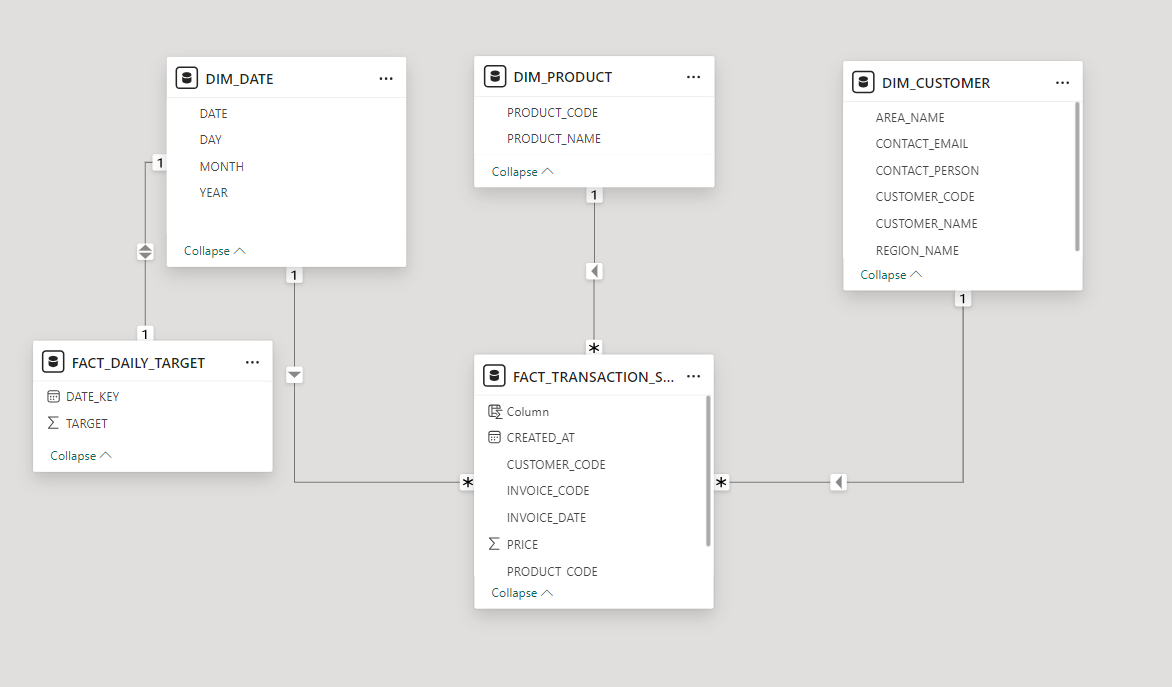 DIM_DATE
DATE
DAY
MONTH
YEAR
Collapse
DIM_PRODUCT
PRODUCT_CODE
PRODUCT_NAME
Collapse
DIM_CUSTOMER
AREA_NAME
CONTACT_EMAIL
CONTACT_PERSON
CUSTOMER_CODE
CUSTOMER_NAME
REGION_NAME
Collapse
1
1
1
1
1
*
*
*
FACT_DAILY_TARGET
DATE_KEY
TARGET
Collapse
FACT_TRANSACTION_S...
Column
CREATED_AT
CUSTOMER_CODE
INVOICE_CODE
INVOICE_DATE
PRICE
PRODUCT_CODE
Collapse